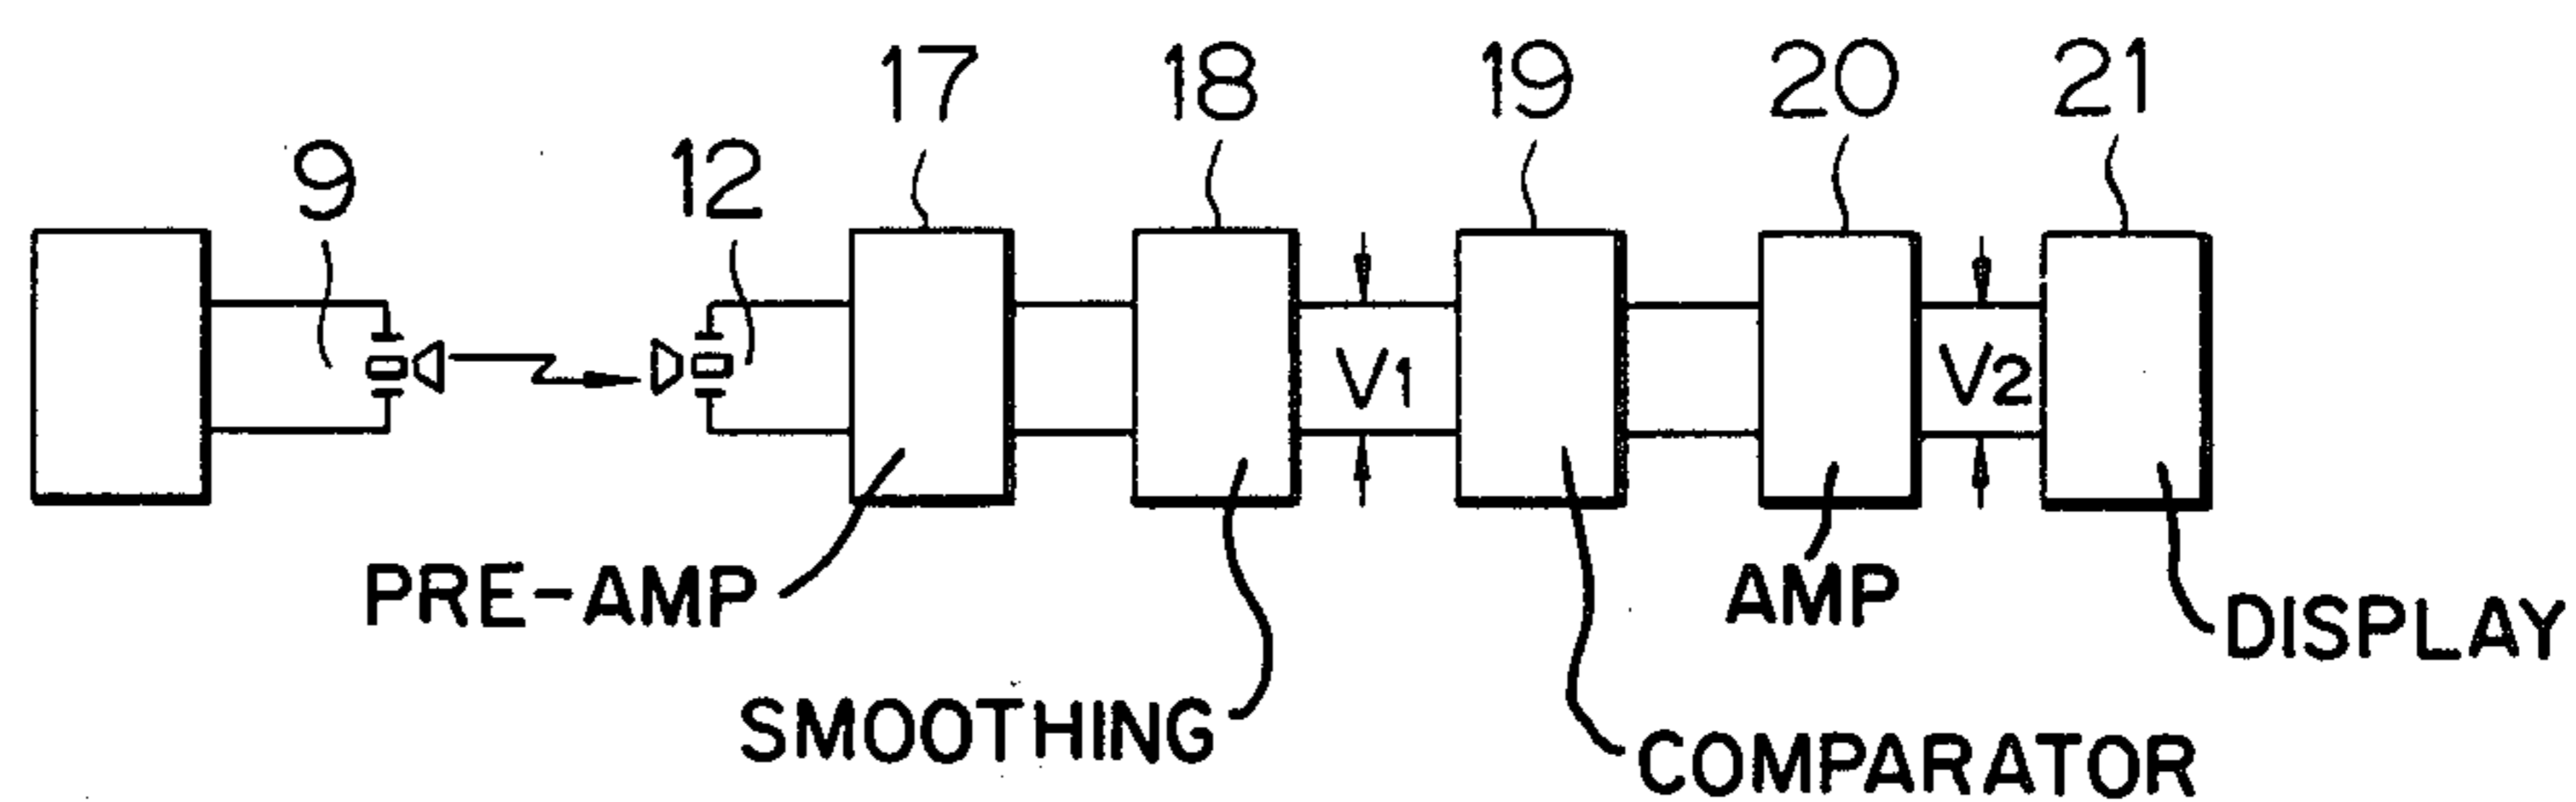 17 18 19 20 21
9 12
V1 V2
PRE-AMP AMP
DISPLAY
SMOOTHING
COMPARATOR